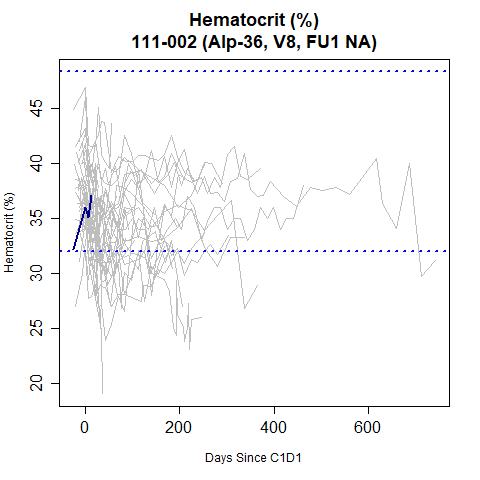 Hematocrit (%)
111-002 (Alp-36, V8, FU1 NA)
Hematocrit (%)
45
40
35
30
25
20
0
200
400
600
Days Since C1D1